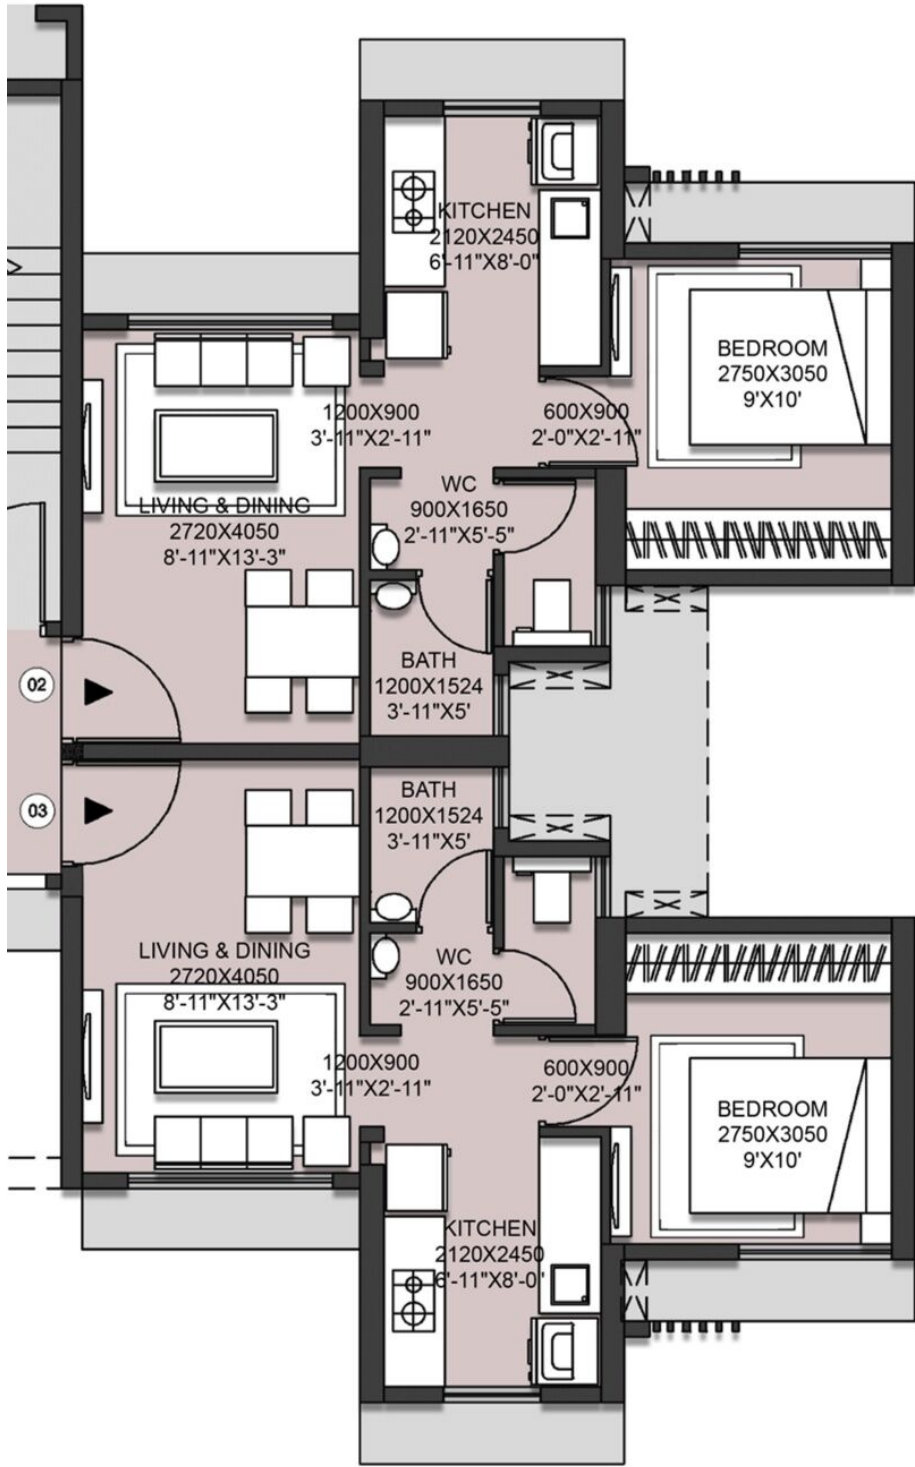 KITCHEN
2120X2450
6'-11"X8'-0"
BEDROOM
2750X3050
9'X10'
1200X900
3'-11"X2'-11"
600X900
2'-0"X2'-11"
WC
900X1650
2'-11"X5'-5"
LIVING & DINING
2720X4050
8'-11"X13'-3"
BATH
1200X1524
3'-11"X5'
02
03
BATH
1200X1524
3'-11"X5'
LIVING & DINING
2720X4050
8'-11"X13'-3"
WC
900X1650
2'-11"X5'-5"
1200X900
3'-11"X2'-11"
600X900
2'-0"X2'-11"
BEDROOM
2750X3050
9'X10'
KITCHEN
2120X2450
6'-11"X8'-0"